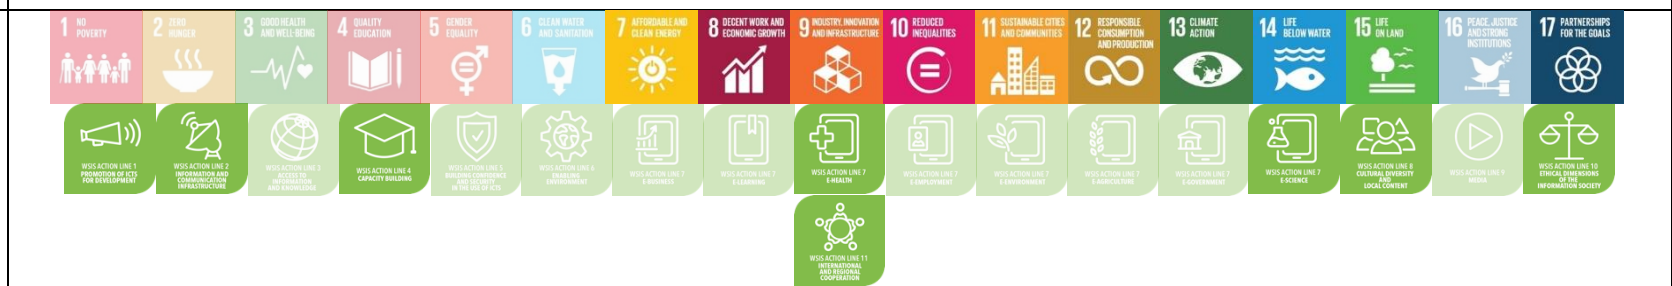 1 NO
POVERTY
2 ZERO
HUNGER
3 GOOD HEALTH
AND WELL-BEING
4 QUALITY
EDUCATION
5 GENDER
EQUALITY
6 CLEAN WATER
AND SANITATION
7 AFFORDABLE AND
CLEAN ENERGY
8 DECENT WORK AND
ECONOMIC GROWTH
9 INDUSTRY, INNOVATION
AND INFRASTRUCTURE
10 REDUCED
INEQUALITIES
11 SUSTAINABLE CITIES
AND COMMUNITIES
12 RESPONSIBLE
CONSUMPTION
AND PRODUCTION
13 CLIMATE
ACTION
14 LIFE
BELOW WATER
15 LIFE
ON LAND
16 PEACE, JUSTICE
AND STRONG
INSTITUTIONS
17 PARTNERSHIPS
FOR THE GOALS
WSIS ACTION LINE 1
PROMOTION OF ICTS
FOR DEVELOPMENT
WSIS ACTION LINE 2
INFORMATION AND
COMMUNICATION
INFRASTRUCTURE
WSIS ACTION LINE 3
ACCESS TO
INFORMATION
AND KNOWLEDGE
WSIS ACTION LINE 4
CAPACITY BUILDING
WSIS ACTION LINE 5
BUILDING CONFIDENCE
AND SECURITY
IN THE USE OF ICTS
WSIS ACTION LINE 6
ENABLING
ENVIRONMENT
WSIS ACTION LINE 7
E-BUSINESS
WSIS ACTION LINE 7
E-LEARNING
WSIS ACTION LINE 7
E-HEALTH
WSIS ACTION LINE 7
E-EMPLOYMENT
WSIS ACTION LINE 7
E-ENVIRONMENT
WSIS ACTION LINE 7
E-AGRICULTURE
WSIS ACTION LINE 7
E-GOVERNMENT
WSIS ACTION LINE 7
E-SCIENCE
WSIS ACTION LINE 8
CULTURAL DIVERSITY
AND
LOCAL CONTENT
WSIS ACTION LINE 9
MEDIA
WSIS ACTION LINE 10
ETHICAL DIMENSIONS
OF THE
INFORMATION SOCIETY
WSIS ACTION LINE 11
INTERNATIONAL
AND REGIONAL
COOPERATION